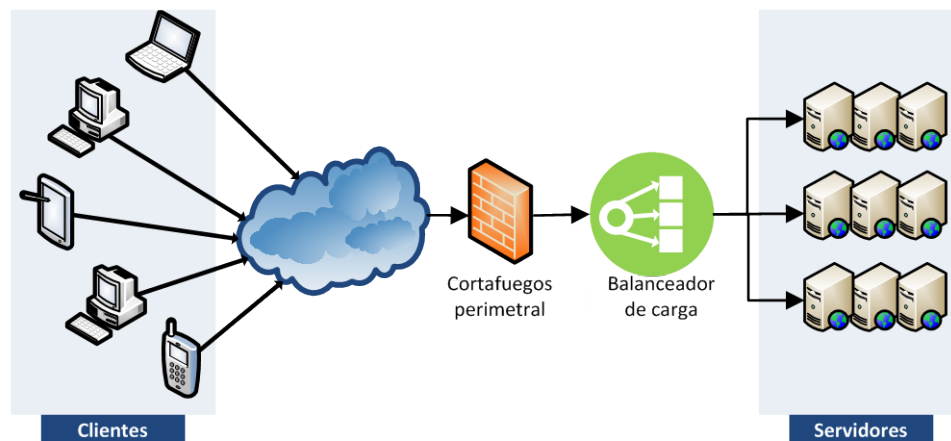 Cortafuegos
perimetral
Balanceador
de carga
Clientes
Servidores